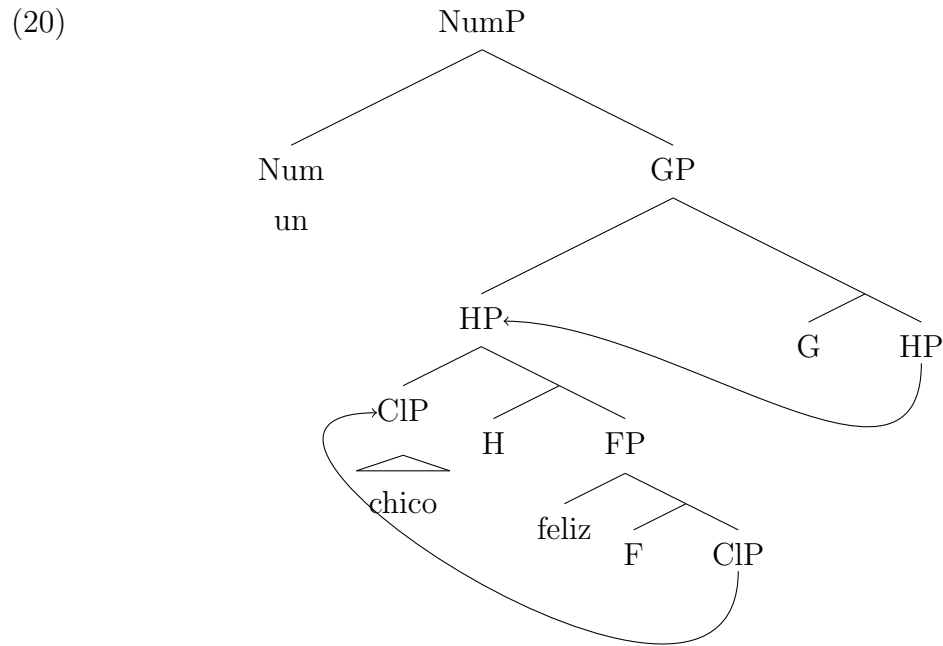 (20) NumP
Num GP
un
HP
G HP
ClP
H FP
chico
feliz
F ClP